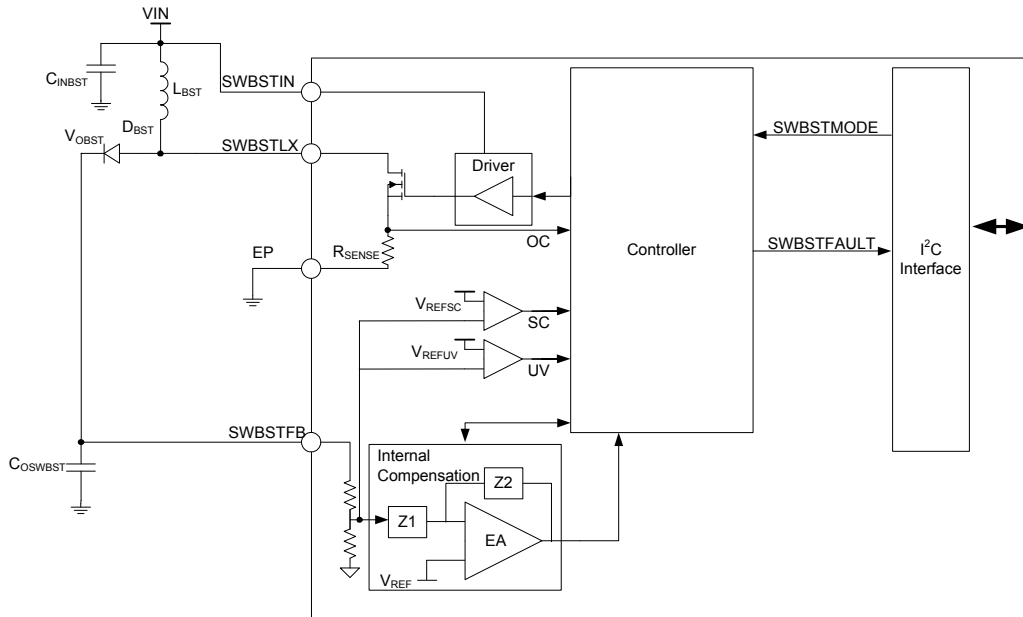 VIN
CINBST
LBST
SWBSTIN
DBST
VOBST
SWBSTLX
Driver
SWBSTMODE
OC
Controller
SWBSTFAULT
I2C
Interface
EP
RSENSE
VREFSC
SC
VREFUV
UV
SWBSTFB
COSWBST
Internal
Compensation
Z2
Z1
EA
VREF